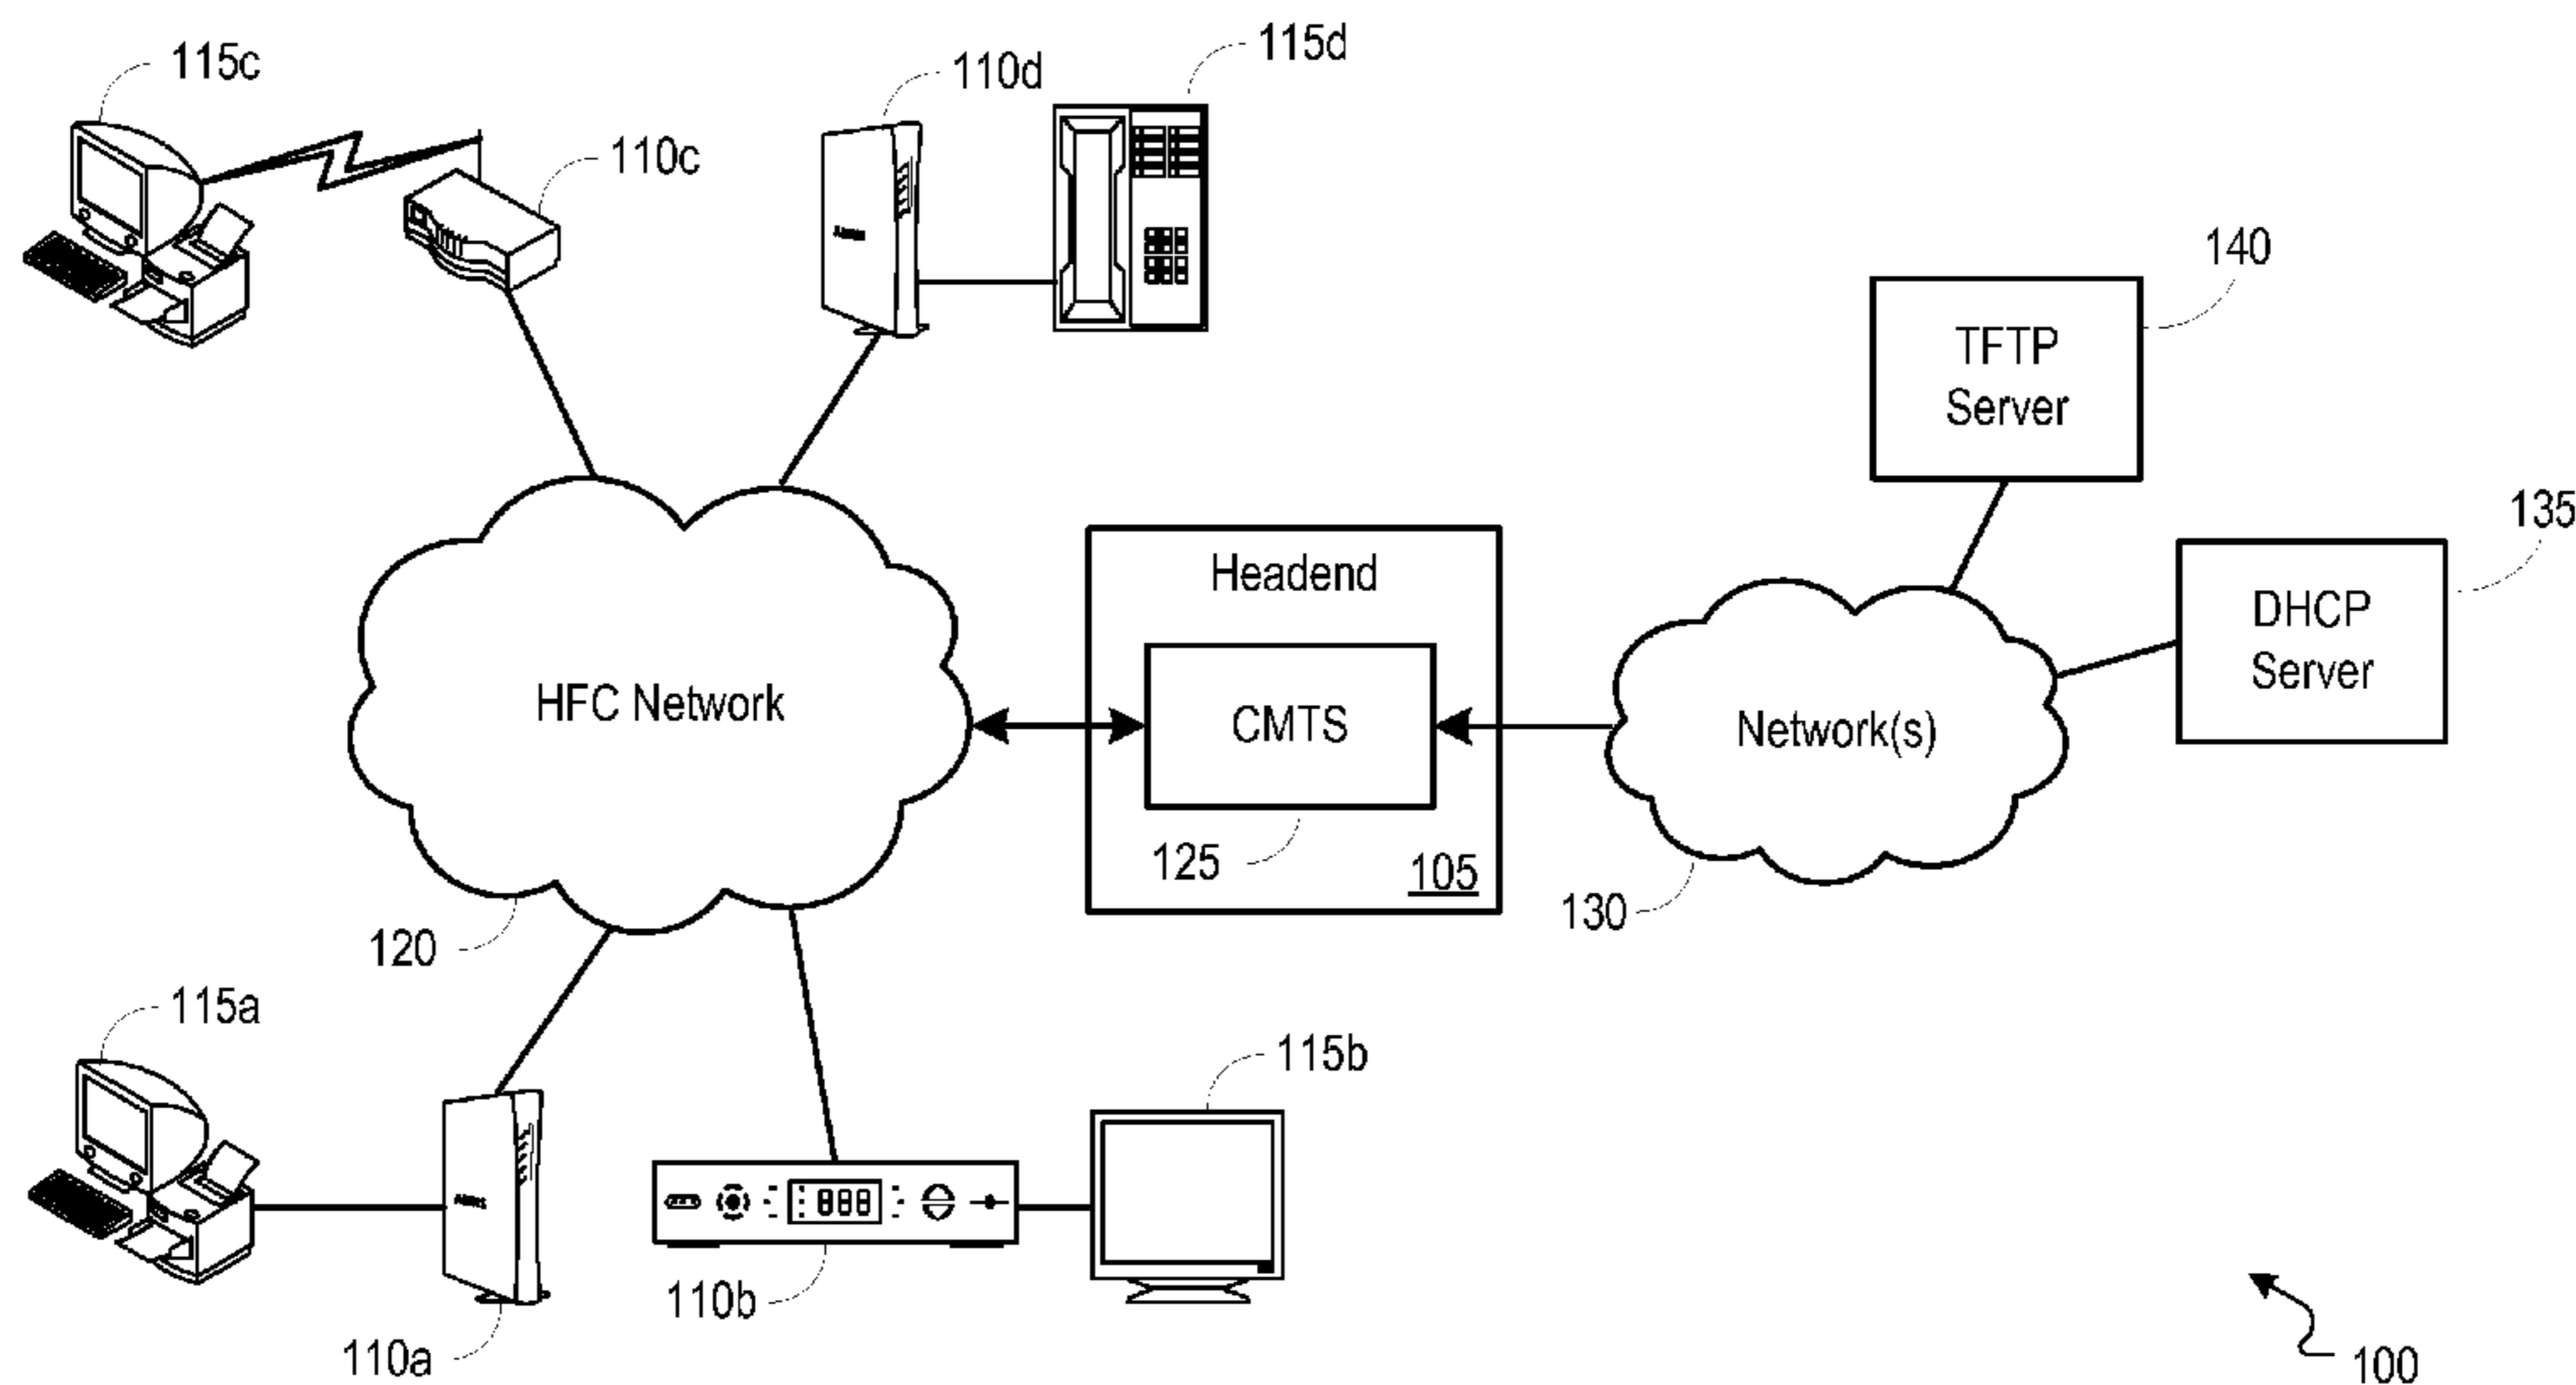 115c
110d
115d
110c
140
TFTP
Server
135
Headend
DHCP
Server
HFC Network
CMTS
Network(s)
125
105
130
120
115a
115b
888
110b
110a
100